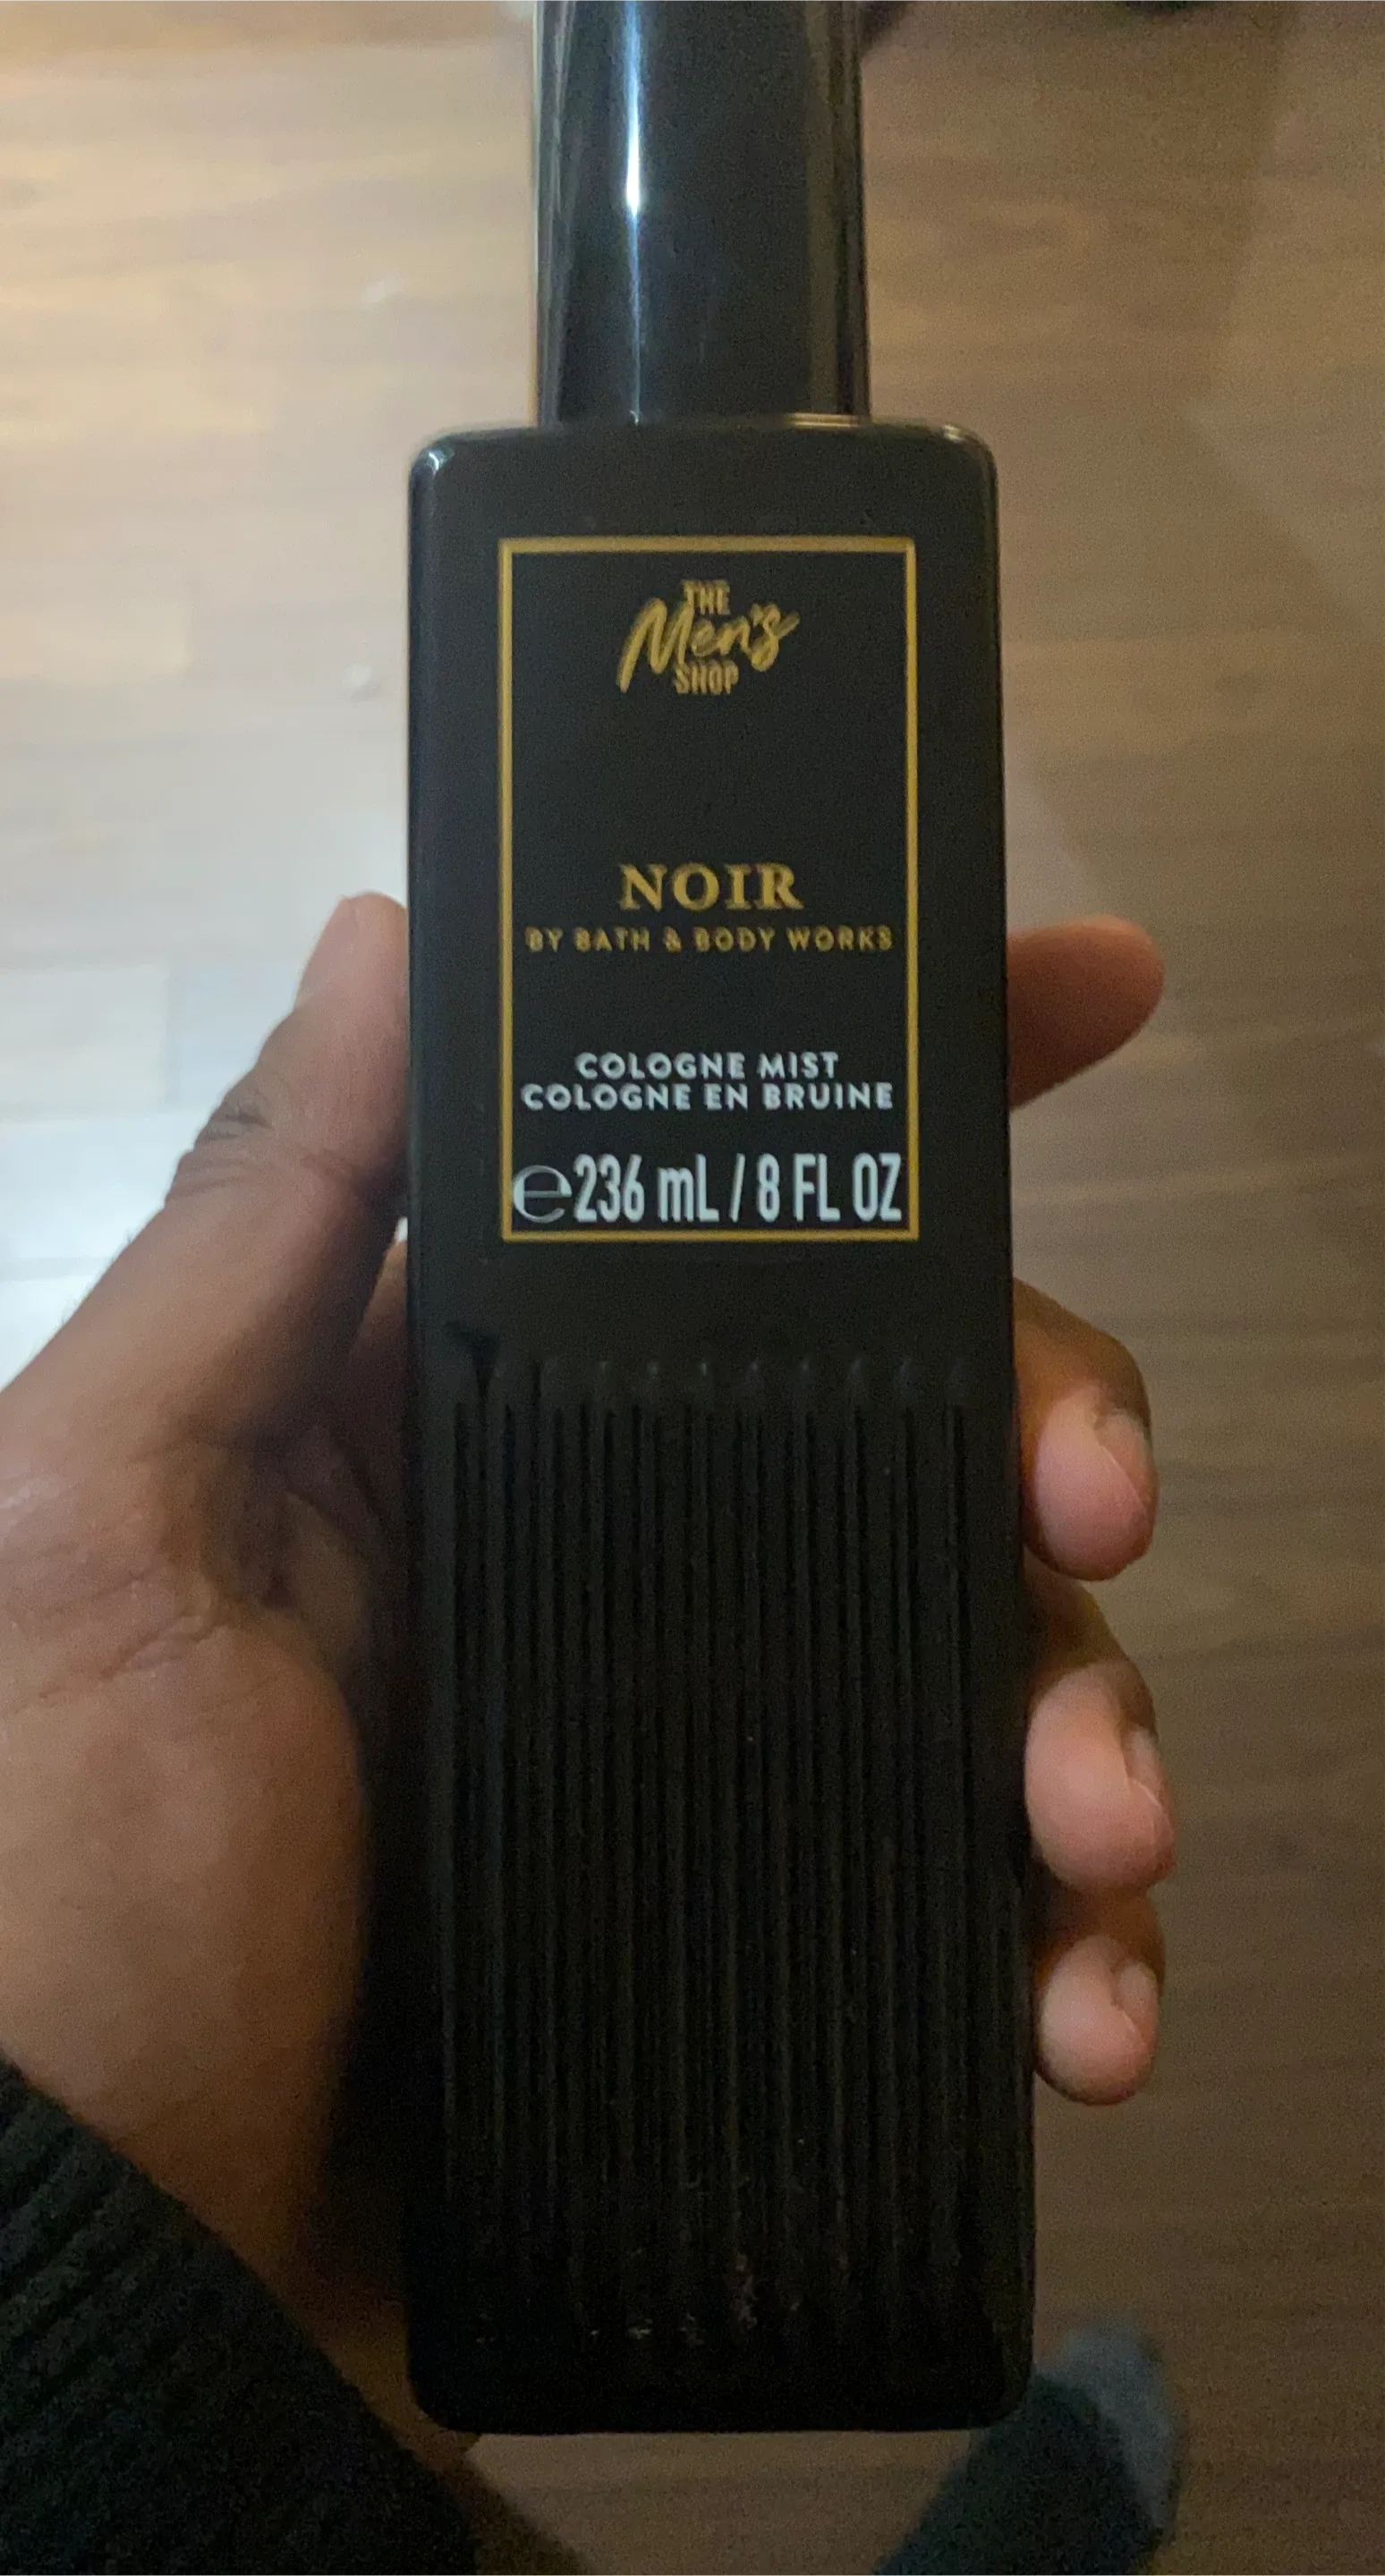 THE
Men's
SHOP
NOIR
BY BATH & BODY WORKS
COLOGNE MIST
COLOGNE EN BRUINE
℮236 mL / 8 FL OZ